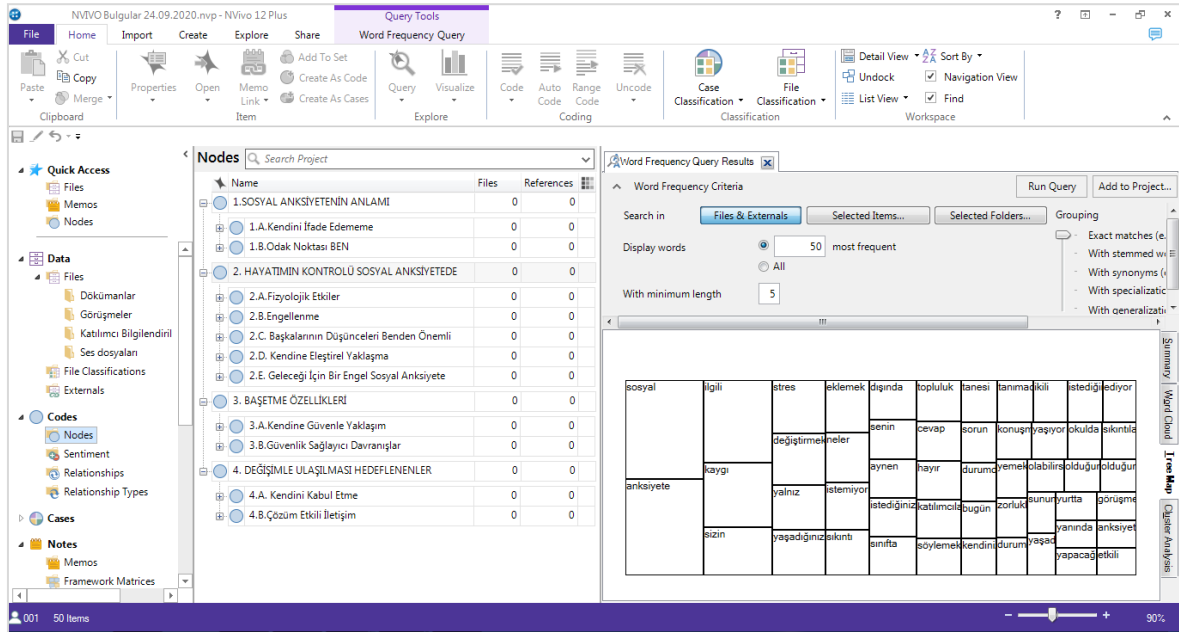 NVIVO Bulgular 24.09.2020.nvp - NVivo 12 Plus
Query Tools
?
File Home Import Create Explore Share Word Frequency Query
Paste
Cut
Copy
Merge
Clipboard
Properties
Open
Memo Link
Add To Set
Create As Code
Create As Cases
Item
Query
Visualize
Explore
Code
Auto Code
Range Code
Uncode
Coding
Case Classification
File Classification
Classification
Detail View
Undock
List View
Sort By
Navigation View
Find
Workspace
Quick Access
Files
Memos
Nodes
Data
Files
Dökümanlar
Görüşmeler
Katılımcı Bilgilendiril
Ses dosyaları
File Classifications
Externals
Codes
Nodes
Sentiment
Relationships
Relationship Types
Cases
Notes
Memos
Framework Matrices
Nodes Search Project
Name Files References
1.SOSYAL ANKSİYETENİN ANLAMI 0 0
1.A.Kendini İfade Edememe 0 0
1.B.Odak Noktası BEN 0 0
2. HAYATIMIN KONTROLÜ SOSYAL ANKSİYETEDE 0 0
2.A.Fizyolojik Etkiler 0 0
2.B.Engellenme 0 0
2.C. Başkalarının Düşünceleri Benden Önemli 0 0
2.D. Kendine Eleştirel Yaklaşma 0 0
2.E. Geleceği İçin Bir Engel Sosyal Anksiyete 0 0
3. BAŞETME ÖZELLİKLERİ 0 0
3.A.Kendine Güvenle Yaklaşım 0 0
3.B.Güvenlik Sağlayıcı Davranışlar 0 0
4. DEĞİŞİMLE ULAŞILMASI HEDEFLENENLER 0 0
4.A. Kendini Kabul Etme 0 0
4.B.Çözüm Etkili İletişim 0 0
Word Frequency Query Results
Word Frequency Criteria Run Query Add to Project...
Search in Files & Externals Selected Items... Selected Folders... Grouping
Display words 50 most frequent
All
With minimum length 5
Exact matches (e.
With stemmed w
With synonyms (
With specializatic
With generalizati
sosyal ilgili stres eklemek dışında topluluk tanesi tanımad ikili istediği ediyor
senin cevap sorun konuşm yaşıyor okulda sıkıntıla
değiştirmek neler
kaygı aynen hayır durumd yemek olabilirs olduğun olduğur
anksiyete yalnız istemiyor
istediğiniz katılımcıla bugün zorlukl sunun yurtta görüşme
yanında anksiyet
sizin yaşadığınız sıkıntı sınıfta söylemek kendini durum yaşad
yapacağ etkili
Summary
Word Cloud
Tree Map
Cluster Analysis
001 50 Items
90%